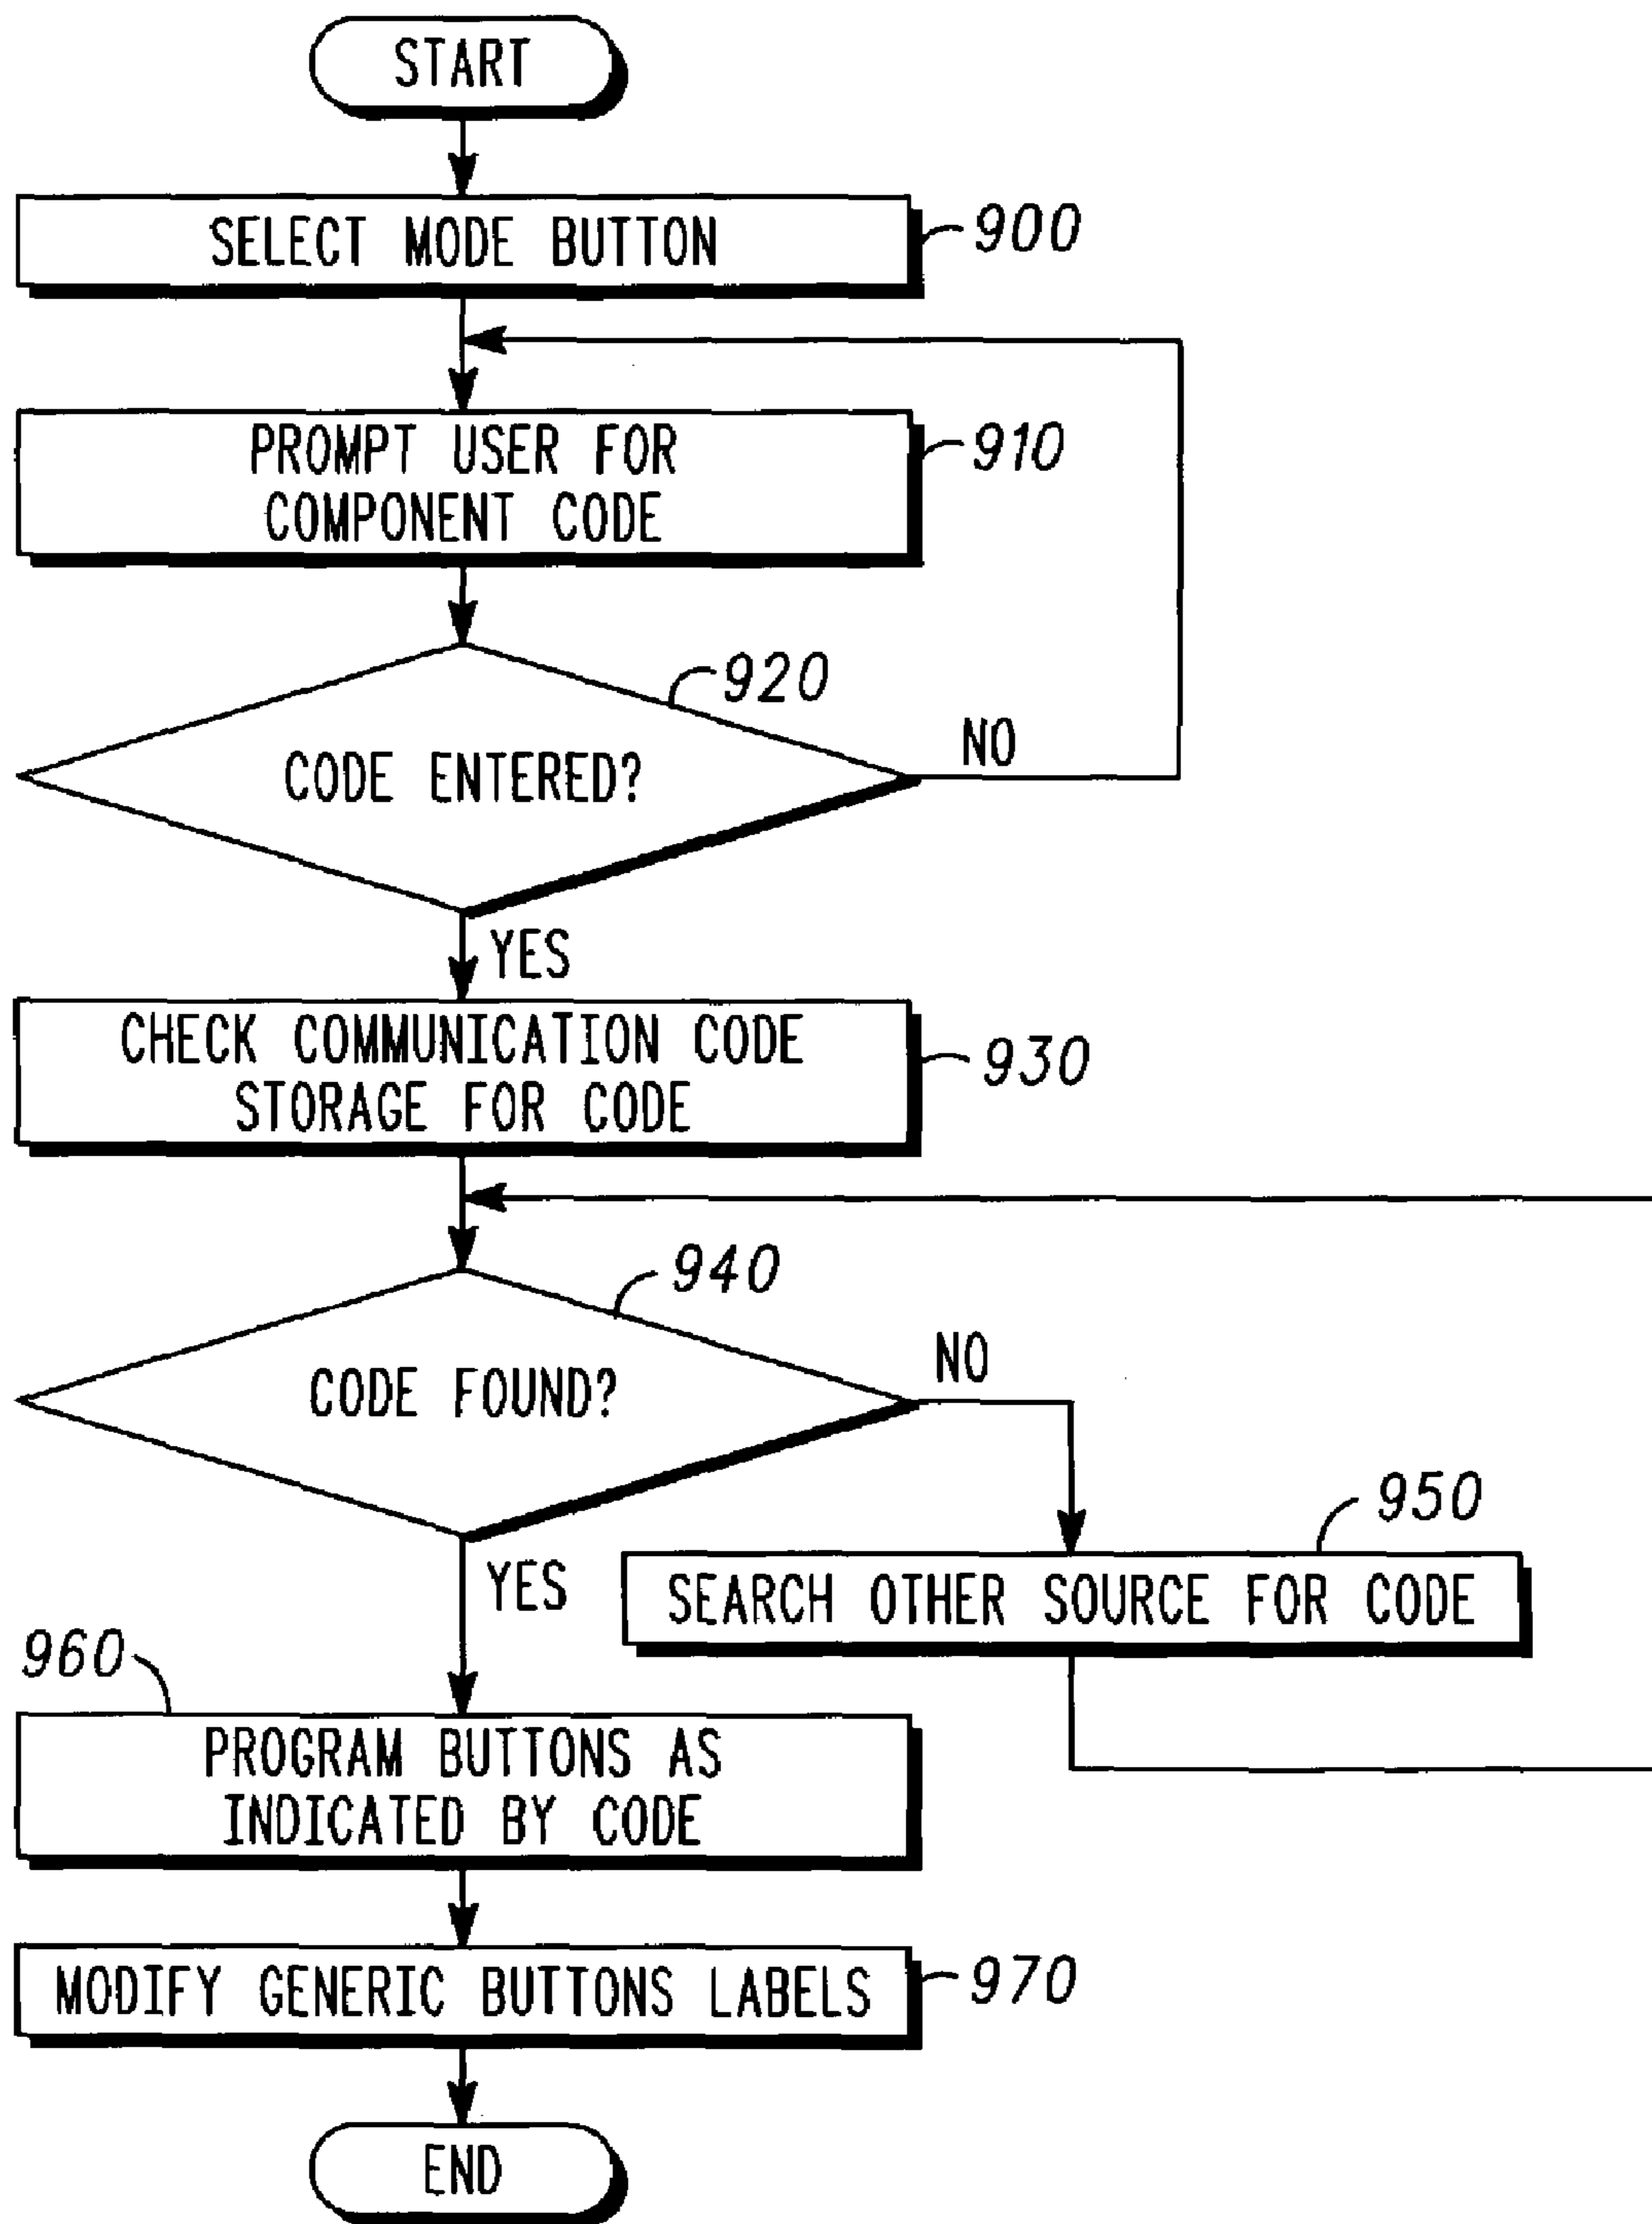 START
SELECT MODE BUTTON
900
PROMPT USER FOR
COMPONENT CODE
910
920
CODE ENTERED?
NO
YES
CHECK COMMUNICATION CODE
STORAGE FOR CODE
930
940
CODE FOUND?
NO
YES
950
SEARCH OTHER SOURCE FOR CODE
960
PROGRAM BUTTONS AS
INDICATED BY CODE
MODIFY GENERIC BUTTONS LABELS
970
END